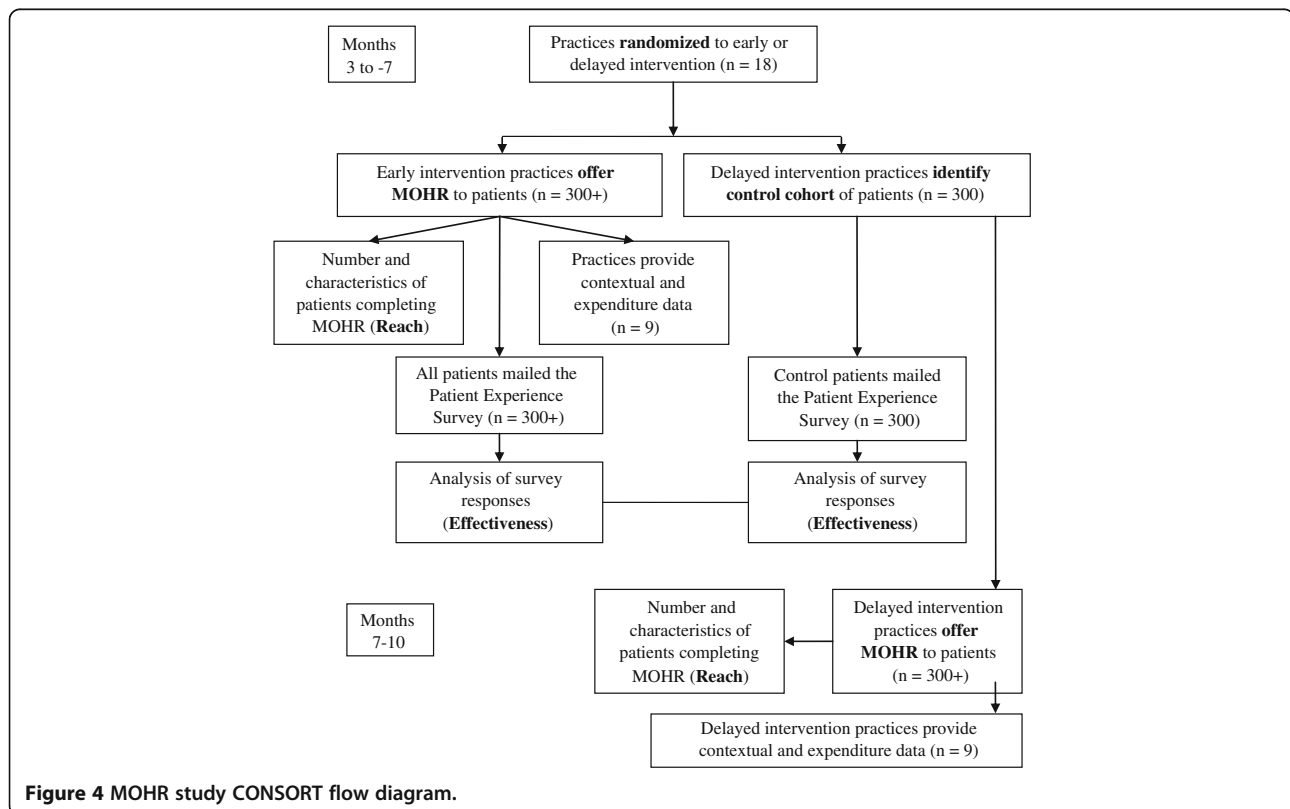 Months
3 to -7
Practices randomized to early or
delayed intervention (n = 18)
Early intervention practices offer
MOHR to patients (n = 300+)
Delayed intervention practices identify
control cohort of patients (n = 300)
Number and
characteristics of
patients completing
MOHR (Reach)
Practices provide
contextual and
expenditure data
(n = 9)
All patients mailed the
Patient Experience
Survey (n = 300+)
Control patients mailed
the Patient Experience
Survey (n = 300)
Analysis of survey
responses
(Effectiveness)
Analysis of survey
responses
(Effectiveness)
Months
7-10
Number and
characteristics of
patients completing
MOHR (Reach)
Delayed intervention
practices offer
MOHR to patients
(n = 300+)
Delayed intervention practices provide
contextual and expenditure data (n = 9)
Figure 4 MOHR study CONSORT flow diagram.